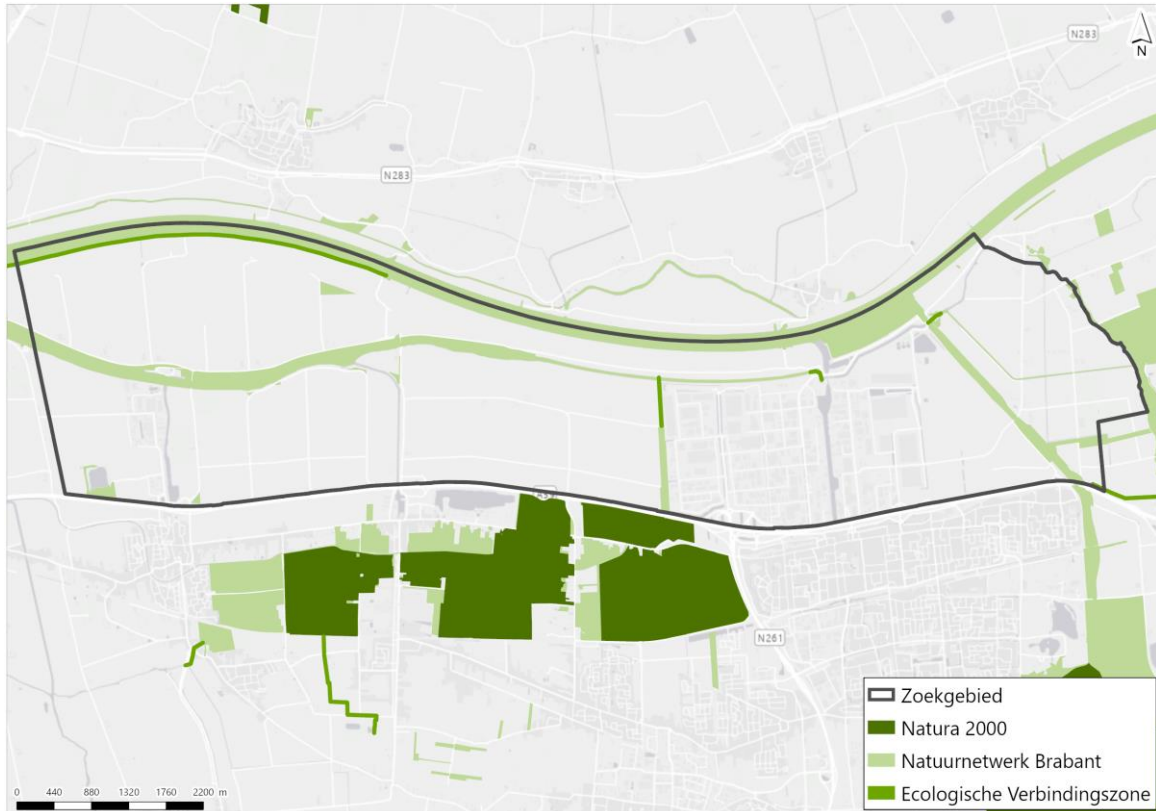 N283
N
N283
N261
Zoekgebied
Natura 2000
Natuurnetwerk Brabant
Ecologische Verbindingszone
0 440 880 1320 1760 2200 m